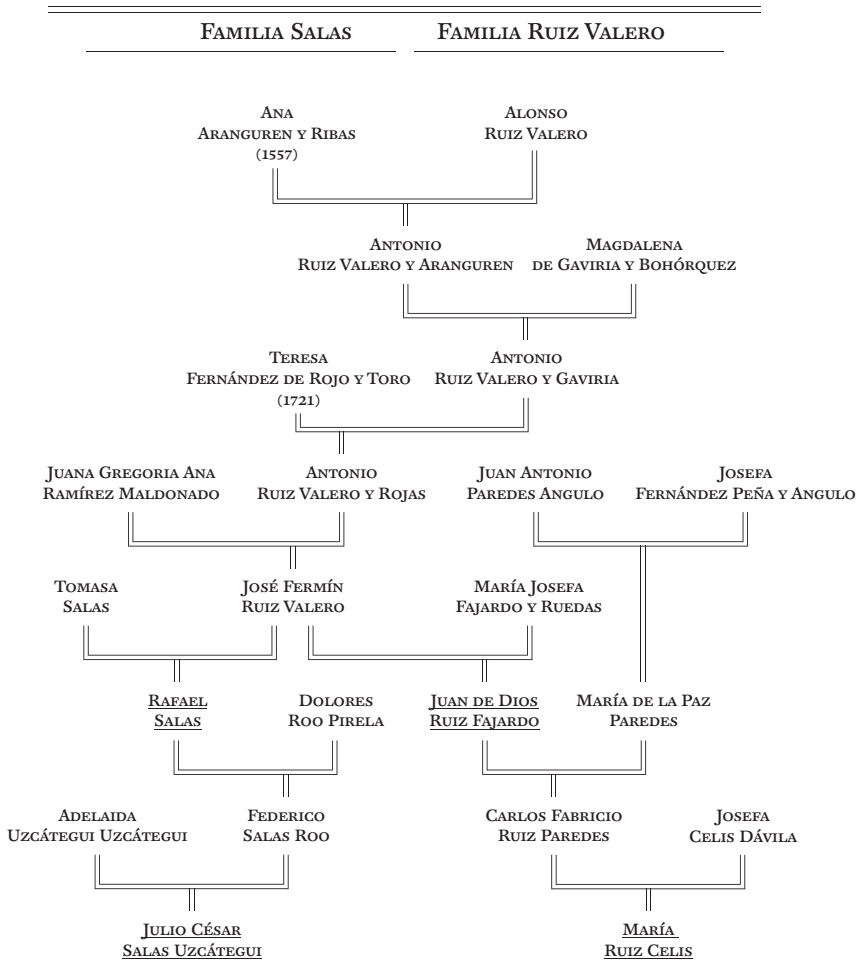 Familia Salas
Familia Ruiz Valero
Ana
Aranguren y Ribas
(1557)
Alonso
Ruiz Valero
Antonio
Ruiz Valero y Aranguren
Magdalena
de Gaviria y Bohórquez
Teresa
Fernández de Rojo y Toro
(1721)
Antonio
Ruiz Valero y Gaviria
Juana Gregoria Ana
Ramírez Maldonado
Antonio
Ruiz Valero y Rojas
Juan Antonio
Paredes Angulo
Josefa
Fernández Peña y Angulo
Tomasa
Salas
José Fermín
Ruiz Valero
María Josefa
Fajardo y Ruedas
Rafael
Salas
Dolores
Roo Pirela
Juan de Dios
Ruiz Fajardo
María de la Paz
Paredes
Adelaida
Uzcátegui Uzcátegui
Federico
Salas Roo
Carlos Fabricio
Ruiz Paredes
Josefa
Celis Dávila
Julio César
Salas Uzcátegui
María
Ruiz Celis